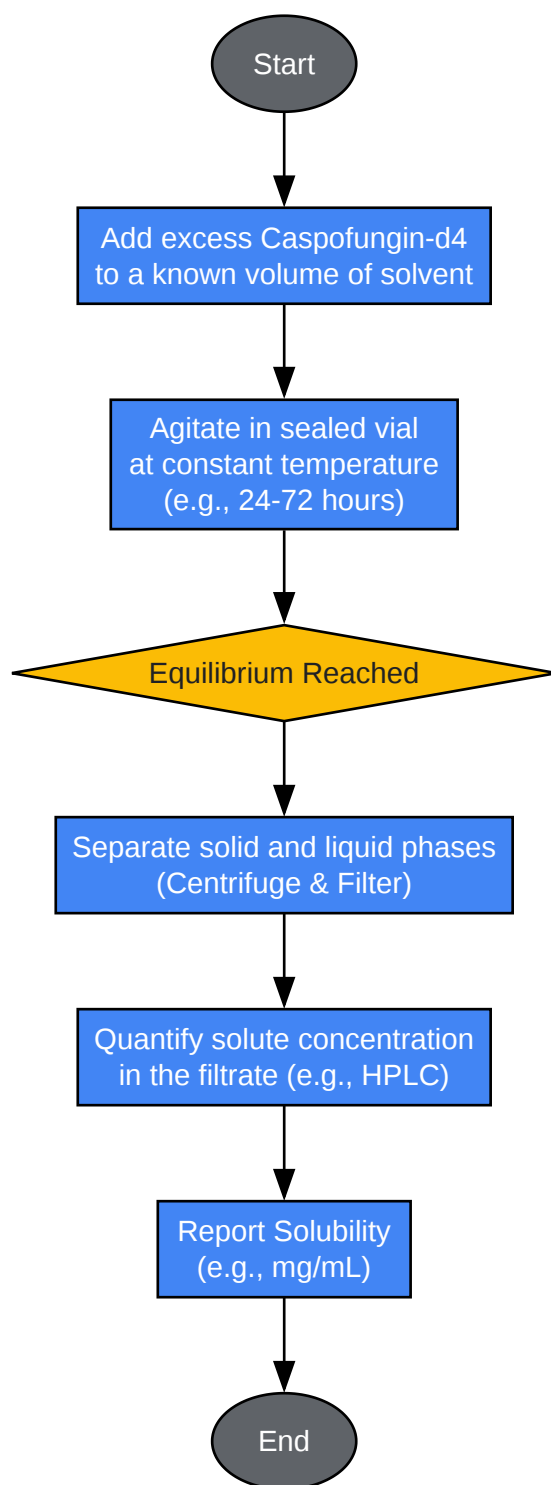 Start
Add excess Caspofungin-d4
to a known volume of solvent
Agitate in sealed vial
at constant temperature
(e.g., 24-72 hours)
Equilibrium Reached
Separate solid and liquid phases
(Centrifuge & Filter)
Quantify solute concentration
in the filtrate (e.g., HPLC)
Report Solubility
(e.g., mg/mL)
End